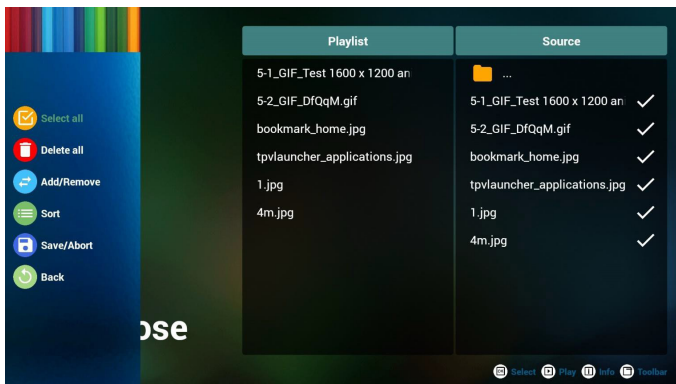 Playlist
Source
5-1_GIF_Test 1600 x 1200 an
5-2_GIF_DfQqM.gif
bookmark_home.jpg
tpvlauncher_applications.jpg
1.jpg
4m.jpg
...
5-1_GIF_Test 1600 x 1200 ani
5-2_GIF_DfQqM.gif
bookmark_home.jpg
tpvlauncher_applications.jpg
1.jpg
4m.jpg
Select all
Delete all
Add/Remove
Sort
Save/Abort
Back
ose
Select Play Info Toolbar